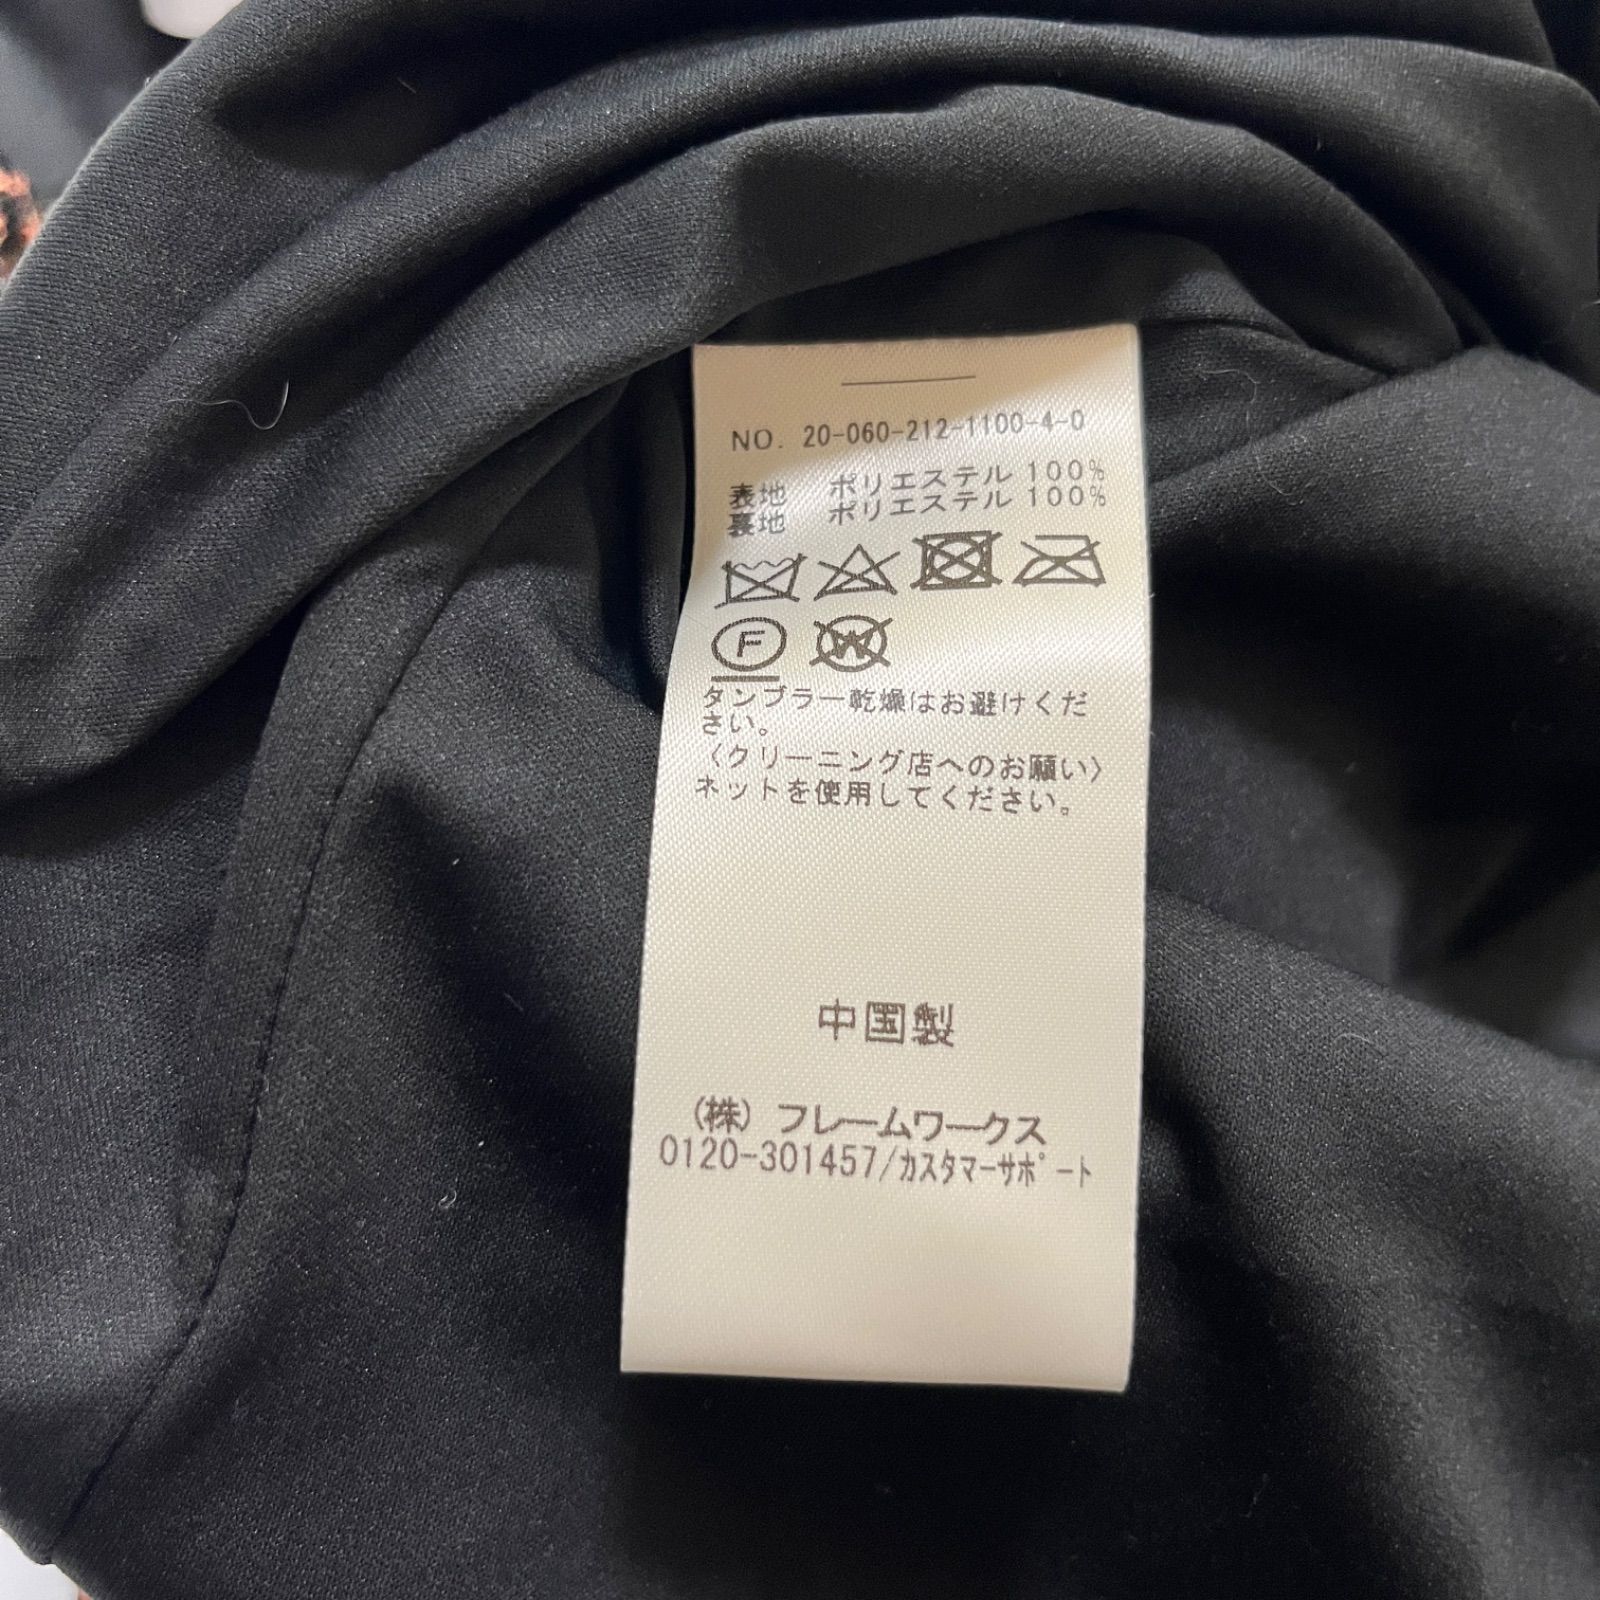 NO. 20-060-212-1100-4-0
表地 ポリエステル 100%
裏地 ポリエステル 100%
F W
タンブラー乾燥はお避けくだ
さい。
〈クリーニング店へのお願い〉
ネットを使用してください。
中国製
(株) フレームワークス
0120-301457/カスタマーサポート